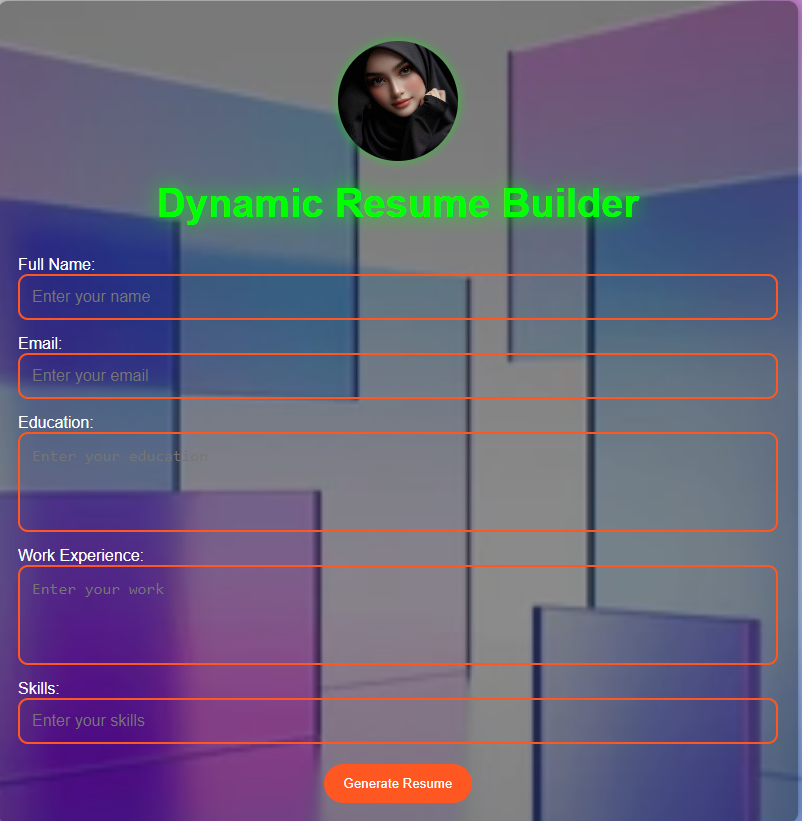 Dynamic Resume Builder
Full Name:
Enter your name
Email:
Enter your email
Education:
Enter your education
Work Experience:
Enter your work
Skills:
Enter your skills
Generate Resume